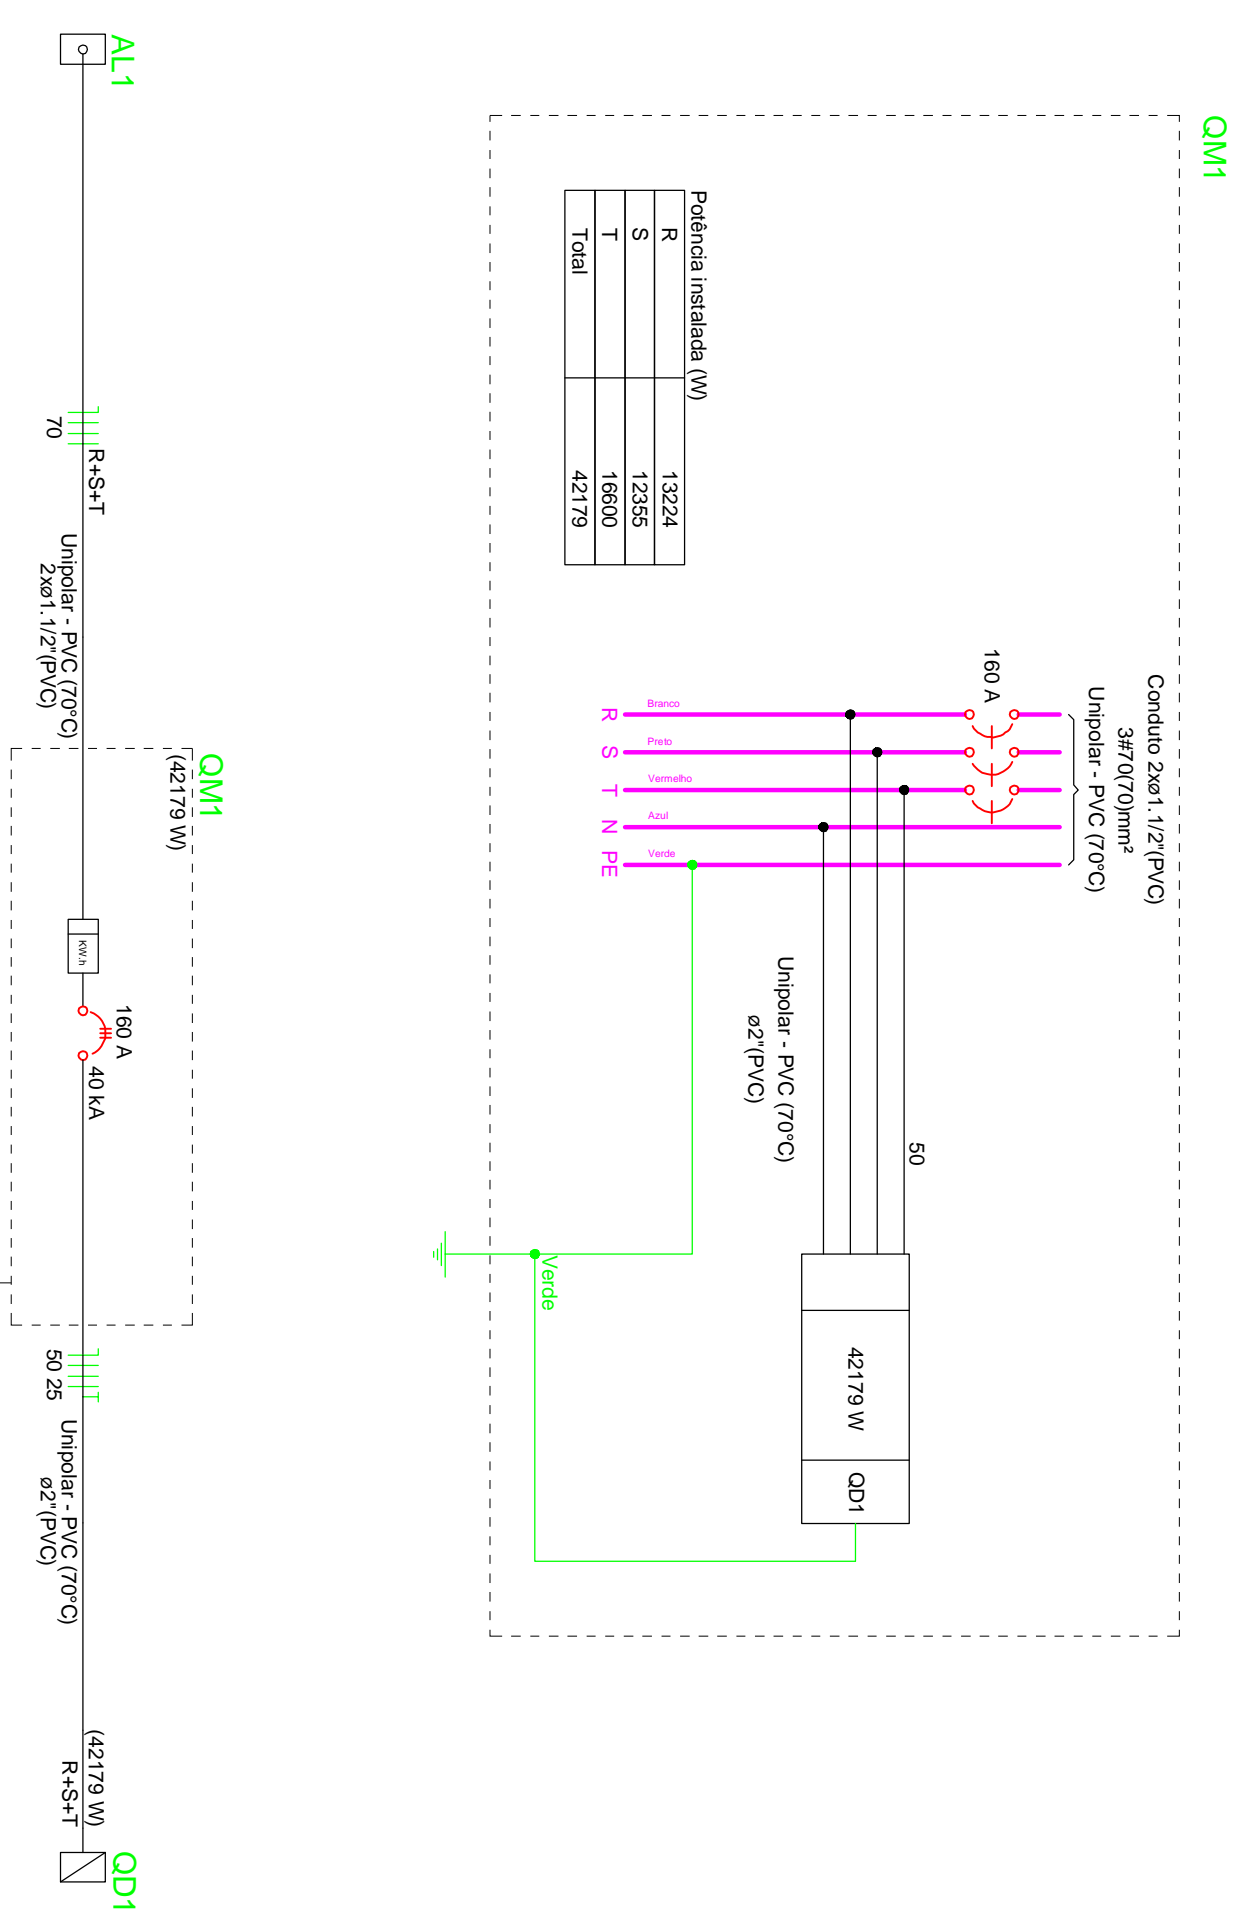 QM1
Conduto 2xø1.1/2"(PVC)
3#70(70)mm²
Unipolar - PVC (70°C)
160 A
Potência instalada (W)
R 13224
S 12355
T 16600
Total 42179
Branco
R
Preto
S
Vermelho
T
Azul
N
Verde
PE
50
Unipolar - PVC (70°C)
ø2"(PVC)
42179 W
QD1
Verde
AL1
R+S+T
70
Unipolar - PVC (70°C)
2xø1.1/2"(PVC)
QM1
(42179 W)
KW.h
160 A
40 kA
50 25
Unipolar - PVC (70°C)
ø2"(PVC)
(42179 W)
R+S+T
QD1